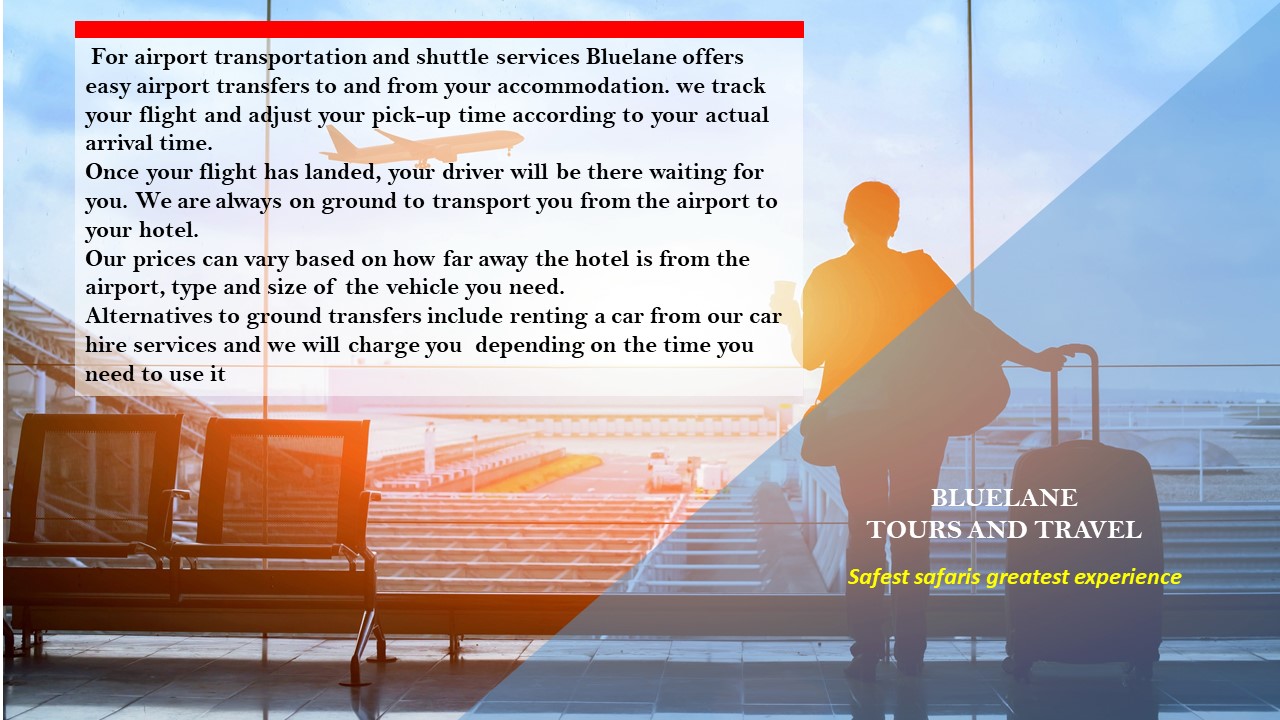 For airport transportation and shuttle services Bluelane offers
easy airport transfers to and from your accommodation. we track
your flight and adjust your pick-up time according to your actual
arrival time.
Once your flight has landed, your driver will be there waiting for
you. We are always on ground to transport you from the airport to
your hotel.
Our prices can vary based on how far away the hotel is from the
airport, type and size of the vehicle you need.
Alternatives to ground transfers include renting a car from our car
hire services and we will charge you  depending on the time you
need to use it
BLUELANE
TOURS AND TRAVEL
Safest safaris greatest experience